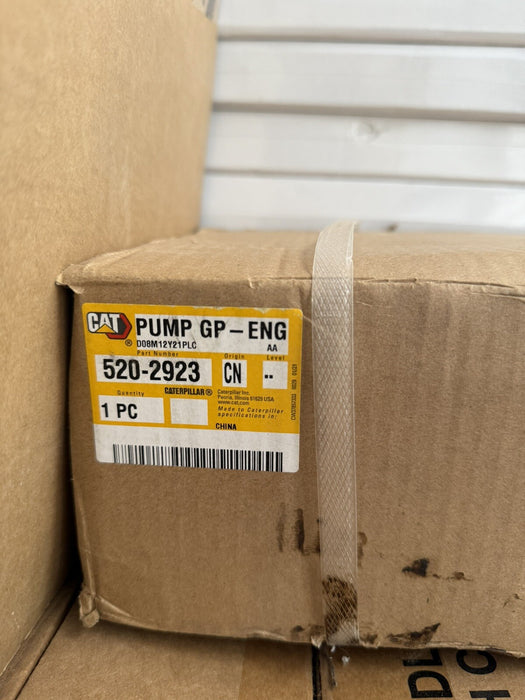 CAT
PUMP GP-ENG
® D08M12Y21PLC AA
Part Number Origin Level
520-2923 CN --
Quantity CATERPILLAR®
1 PC
Caterpillar Inc.
Peoria, Illinois 61629 USA
www.cat.com
Made to Caterpillar
specifications in:
CHINA
DL
H C